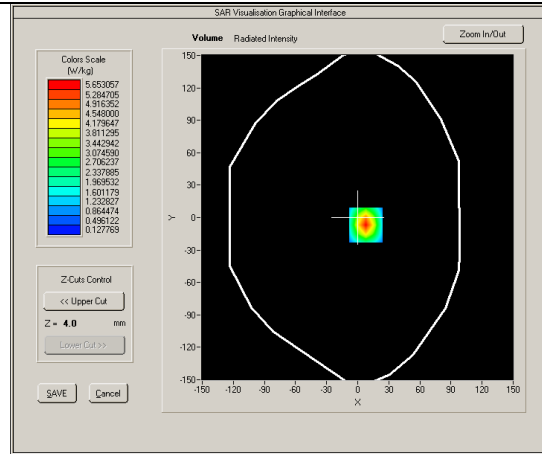 SAR Visualisation Graphical Interface
Volume Radiated Intensity
Zoom In/Out
Colors Scale
(W/kg)
5.653057
5.284705
4.916352
4.548000
4.179647
3.811295
3.442942
3.074590
2.706237
2.337885
1.969532
1.601179
1.232827
0.864474
0.496122
0.127769
Z-Cuts Control
<< Upper Cut
Z = 4.0 mm
Lower Cut >>
SAVE Cancel
150
120
90
60
30
0
-30
-60
-90
-120
-150
Y
-150 -120 -90 -60 -30 0 30 60 90 120 150
X